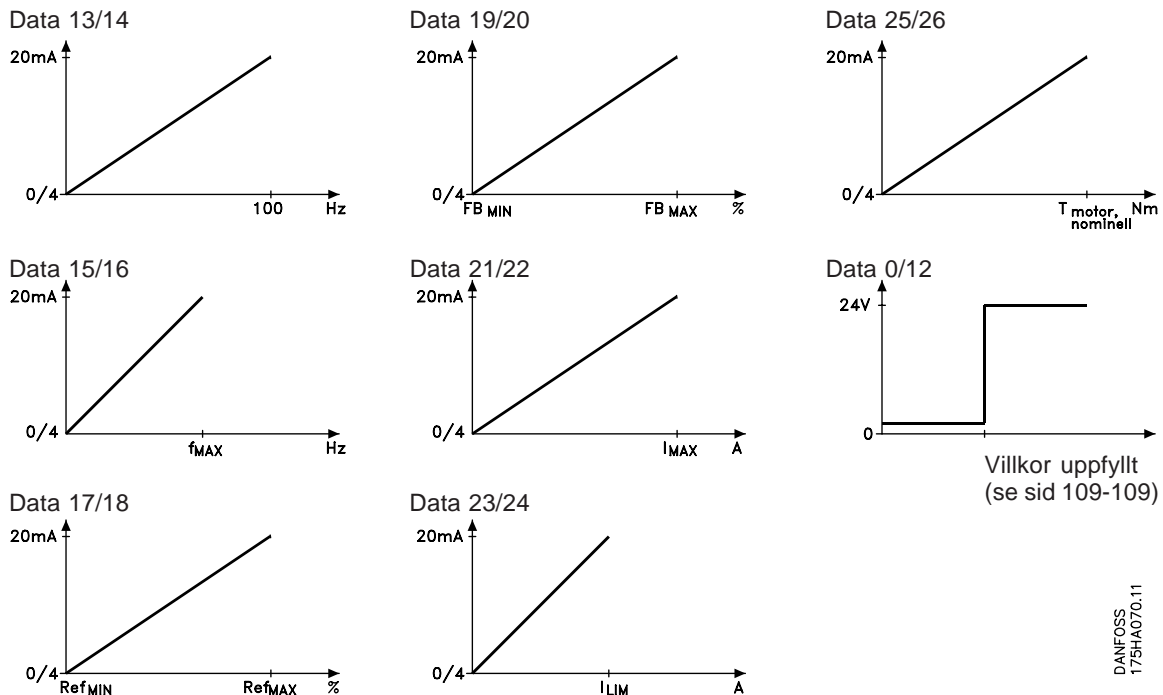 Data 13/14
20mA
0/4
100
Hz
Data 19/20
20mA
0/4
FB MIN
FB MAX
%
Data 25/26
20mA
0/4
T motor, nominell
Nm
Data 15/16
20mA
0/4
fMAX
Hz
Data 21/22
20mA
0/4
IMAX
A
Data 0/12
24V
0
Villkor uppfyllt
(se sid 109-109)
Data 17/18
20mA
0/4
Ref MIN
RefMAX
%
Data 23/24
20mA
0/4
ILIM
A
DANFOSS
175HA070.11